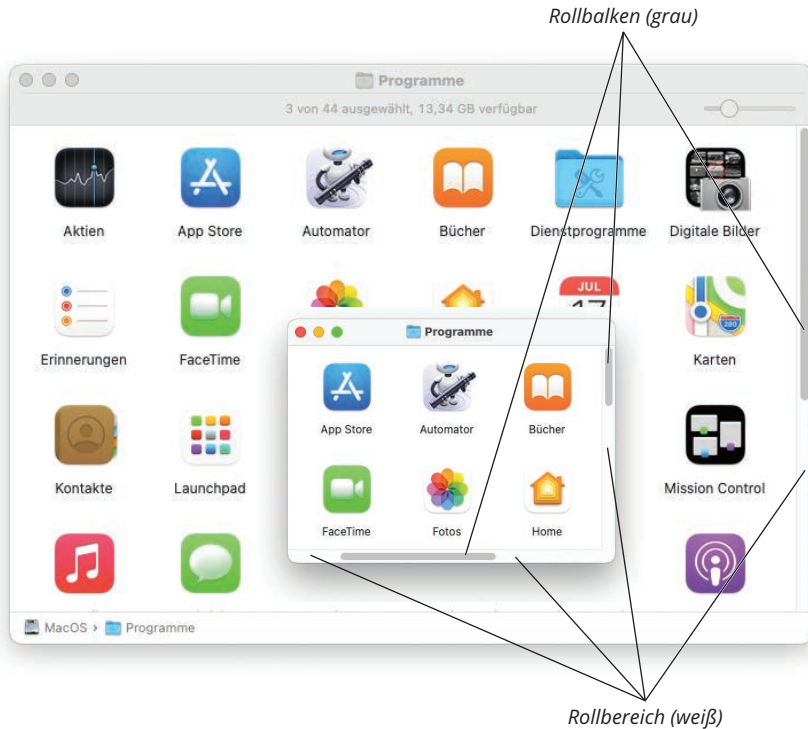 Rollbalken (grau)
Programme
3 von 44 ausgewählt, 13,34 GB verfügbar
Aktien
App Store
Automator
Bücher
Dienstprogramme
Digitale Bilder
JUL
17
Erinnerungen
FaceTime
Karten
280
Programme
App Store
Automator
Bücher
FaceTime
Fotos
Home
Kontakte
Launchpad
Mission Control
MacOS › Programme
Rollbereich (weiß)